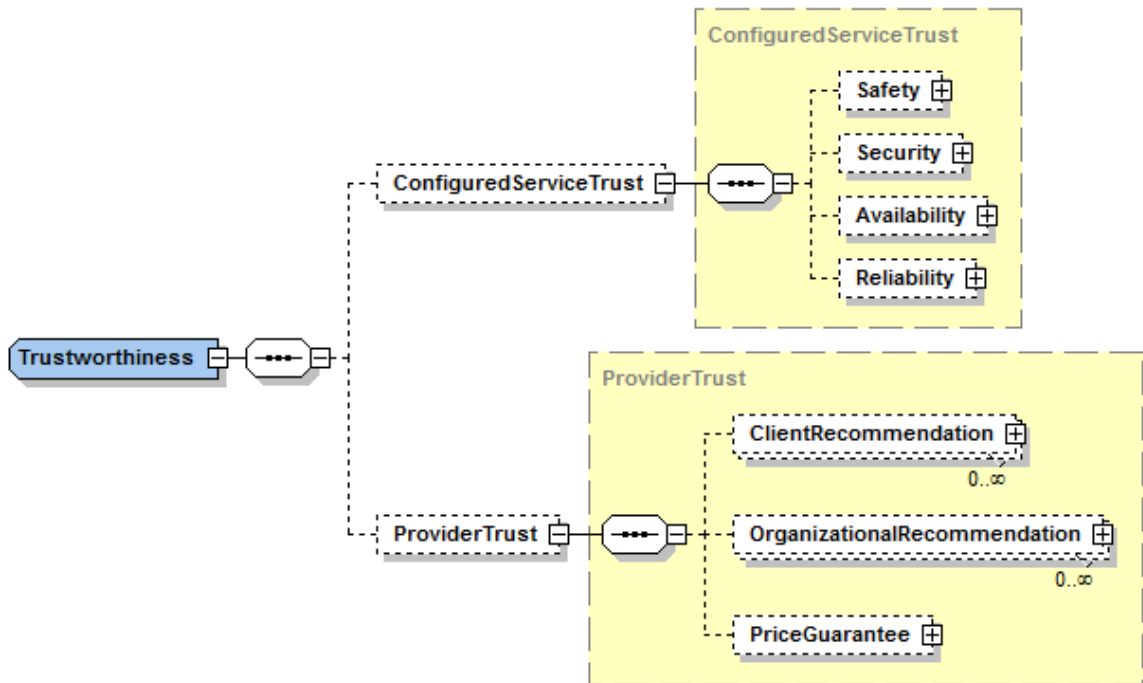 ConfiguredServiceTrust
Safety
Security
ConfiguredServiceTrust
Availability
Reliability
Trustworthiness
ProviderTrust
ClientRecommendation
0..∞
ProviderTrust
OrganizationalRecommendation
0..∞
PriceGuarantee